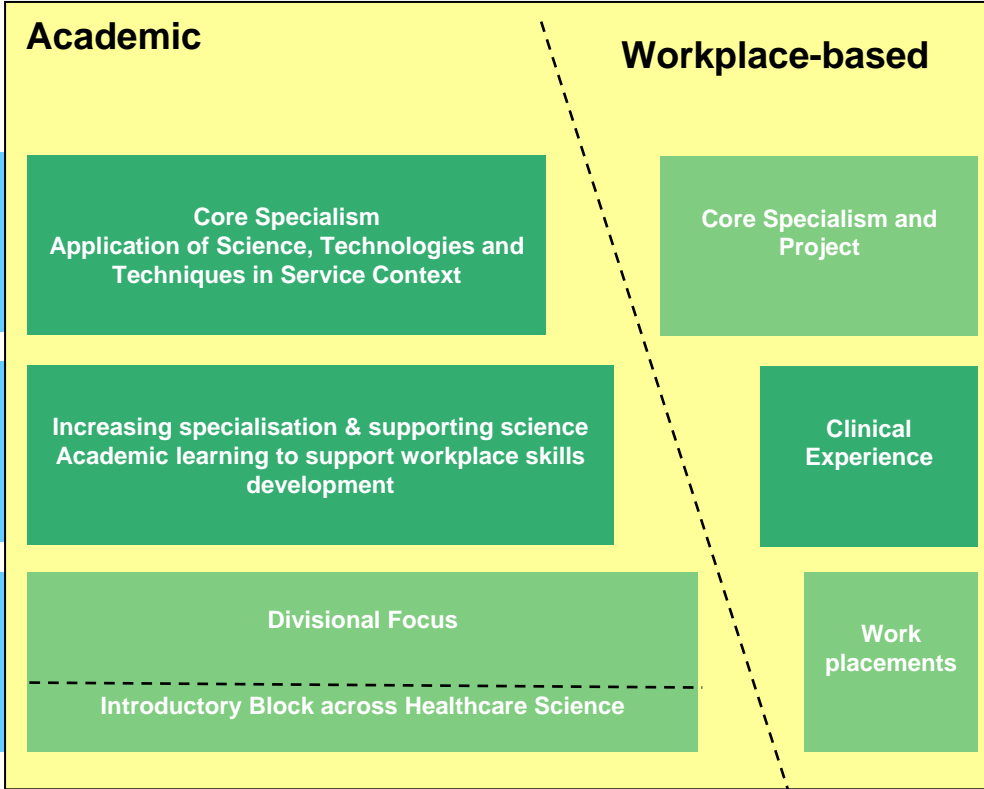 Academic
Workplace-based
Core Specialism
Application of Science, Technologies and
Techniques in Service Context
Core Specialism and
Project
Increasing specialisation & supporting science
Academic learning to support workplace skills
development
Clinical
Experience
Divisional Focus
Introductory Block across Healthcare Science
Work
placements